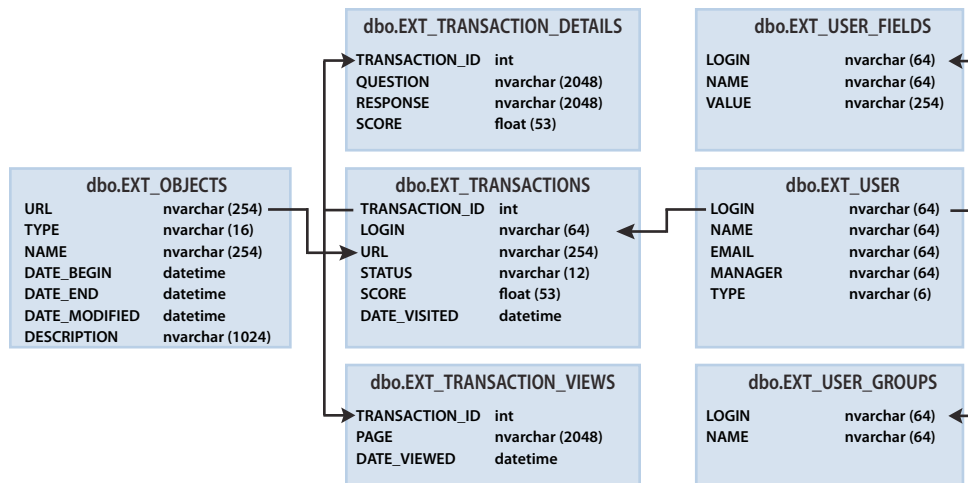 dbo.EXT_TRANSACTION_DETAILS
TRANSACTION_ID int
QUESTION nvarchar (2048)
RESPONSE nvarchar (2048)
SCORE float (53)
dbo.EXT_USER_FIELDS
LOGIN nvarchar (64)
NAME nvarchar (64)
VALUE nvarchar (254)
dbo.EXT_OBJECTS
URL nvarchar (254)
TYPE nvarchar (16)
NAME nvarchar (254)
DATE_BEGIN datetime
DATE_END datetime
DATE_MODIFIED datetime
DESCRIPTION nvarchar (1024)
dbo.EXT_TRANSACTIONS
TRANSACTION_ID int
LOGIN nvarchar (64)
URL nvarchar (254)
STATUS nvarchar (12)
SCORE float (53)
DATE_VISITED datetime
dbo.EXT_USER
LOGIN nvarchar (64)
NAME nvarchar (64)
EMAIL nvarchar (64)
MANAGER nvarchar (64)
TYPE nvarchar (6)
dbo.EXT_TRANSACTION_VIEWS
TRANSACTION_ID int
PAGE nvarchar (2048)
DATE_VIEWED datetime
dbo.EXT_USER_GROUPS
LOGIN nvarchar (64)
NAME nvarchar (64)